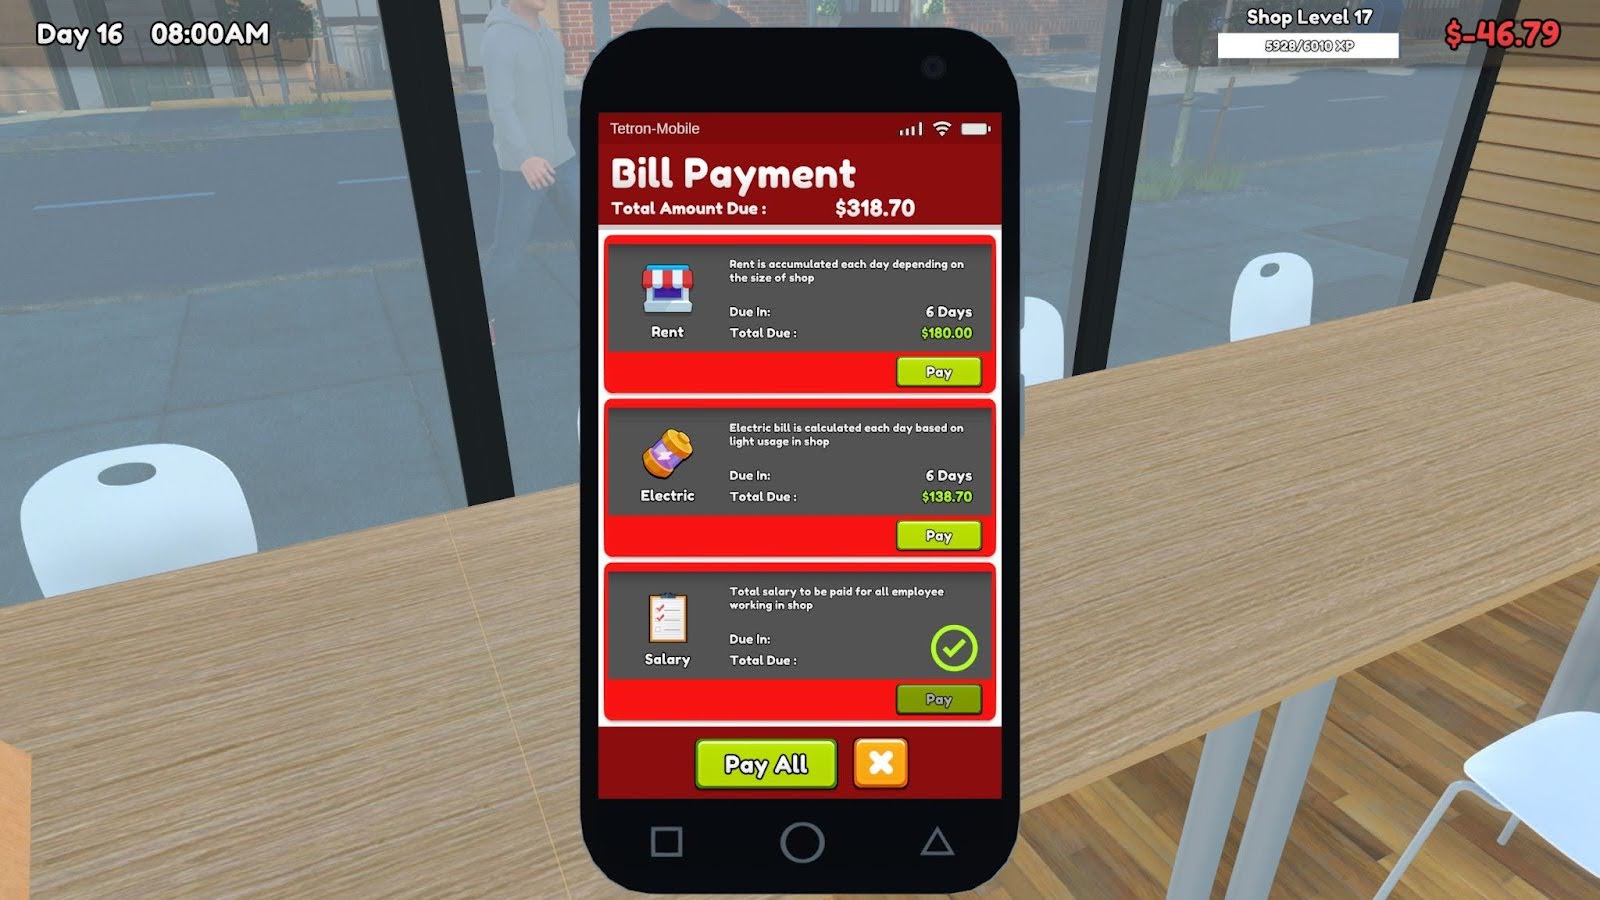 Day 16 08:00AM
Shop Level 17
5928/6010 XP
$-46.79
Tetron-Mobile
Bill Payment
Total Amount Due : $318.70
Rent is accumulated each day depending on
the size of shop
Due In: 6 Days
Total Due : $180.00
Rent
Pay
Electric bill is calculated each day based on
light usage in shop
Due In: 6 Days
Total Due : $138.70
Electric
Pay
Total salary to be paid for all employee
working in shop
Due In:
Total Due :
Salary
Pay
Pay All